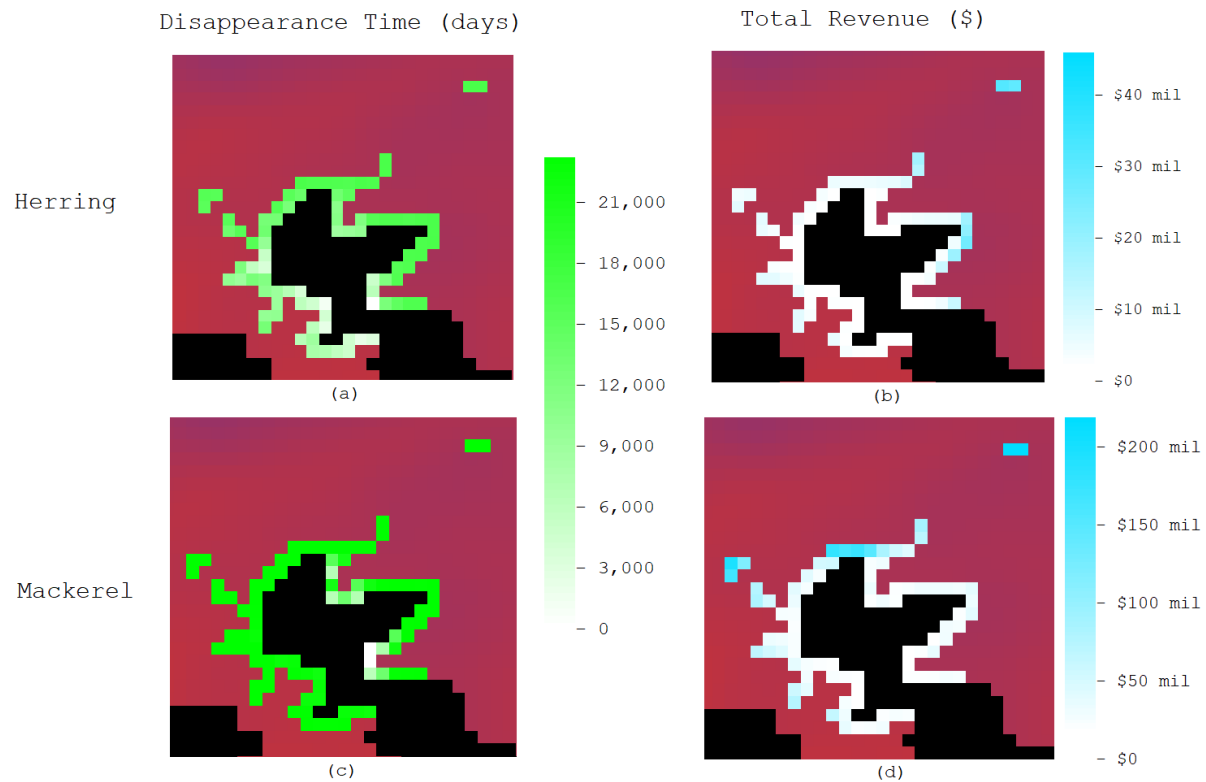 Disappearance Time (days)
Total Revenue ($)
Herring
$40 mil
$30 mil
$20 mil
$10 mil
$0
21,000
18,000
15,000
12,000
9,000
6,000
3,000
0
(a)
(b)
Mackerel
$200 mil
$150 mil
$100 mil
$50 mil
$0
(c)
(d)